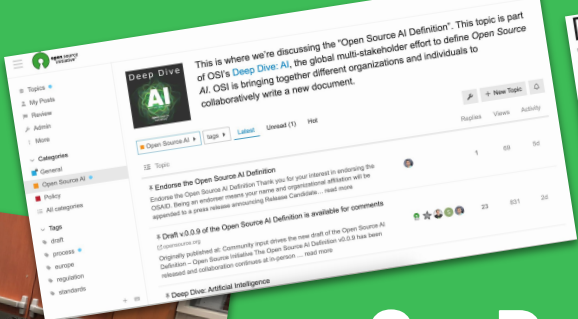 open source initiative
Topics
My Posts
Review
Admin
More
Categories
General
Open Source AI
Policy
All categories
Tags
draft
process
europe
regulation
standards
Deep Dive
AI
This is where we're discussing the "Open Source AI Definition". This topic is part
of OSI's Deep Dive: AI, the global multi-stakeholder effort to define Open Source
AI. OSI is bringing together different organizations and individuals to
collaboratively write a new document.
Open Source AI
tags
Latest
Unread (1)
Hot
+ New Topic
Topic
Replies
Views
Activity
Endorse the Open Source AI Definition
Endorse the Open Source AI Definition Thank you for your interest in endorsing the
OSAID. Being an endorser means your name and organizational affiliation will be
appended to a press release announcing Release Candidate... read more
1
69
5d
Draft v.0.0.9 of the Open Source AI Definition is available for comments
opensource.org
Originally published at: Community input drives the new draft of the Open Source AI
Definition – Open Source Initiative The Open Source AI Definition v0.0.9 has been
released and collaboration continues at in-person ... read more
23
631
2d
Deep Dive: Artificial Intelligence